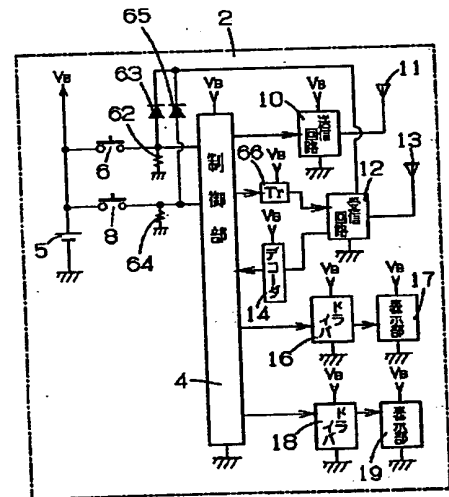 65
2
63
VB
VB
VB
11
10
送信
回路
62
6
制
御
部
66
VB
13
Tr
12
受信
回路
VB
5
8
64
デコーダ
14
VB
VB
17
ドラ
イバ
表示部
16
4
VB
VB
ドラ
イバ
表示部
18
19